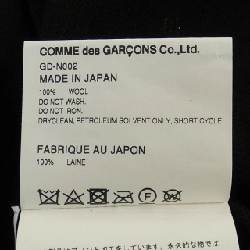 COMME des GARÇONS Co.,Ltd.
GD-N002
MADE IN JAPAN
100% WOOL
DO NOT WASH.
DO NOT IRON.
DRYCLEAN, PETROLEUM SOLVENT ONLY, SHORT CYCLE
FABRIQUE AU JAPON
100% LAINE